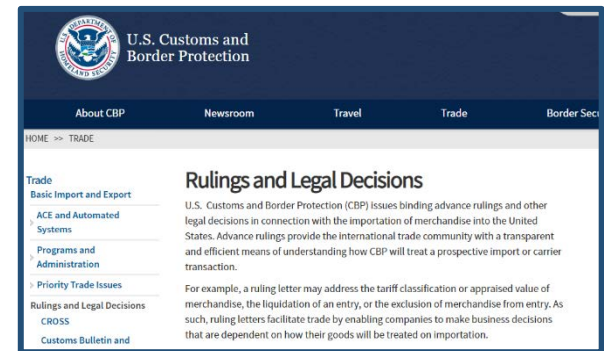 U.S. Customs and
Border Protection
U.S. DEPARTMENT OF
HOMELAND SECURITY
About CBP Newsroom Travel Trade Border Secu
HOME >> TRADE
Trade
Basic Import and Export
ACE and Automated
Systems
Programs and
Administration
Priority Trade Issues
Rulings and Legal Decisions
CROSS
Customs Bulletin and
Rulings and Legal Decisions
U.S. Customs and Border Protection (CBP) issues binding advance rulings and other
legal decisions in connection with the importation of merchandise into the United
States. Advance rulings provide the international trade community with a transparent
and efficient means of understanding how CBP will treat a prospective import or carrier
transaction.
For example, a ruling letter may address the tariff classification or appraised value of
merchandise, the liquidation of an entry, or the exclusion of merchandise from entry. As
such, ruling letters facilitate trade by enabling companies to make business decisions
that are dependent on how their goods will be treated on importation.